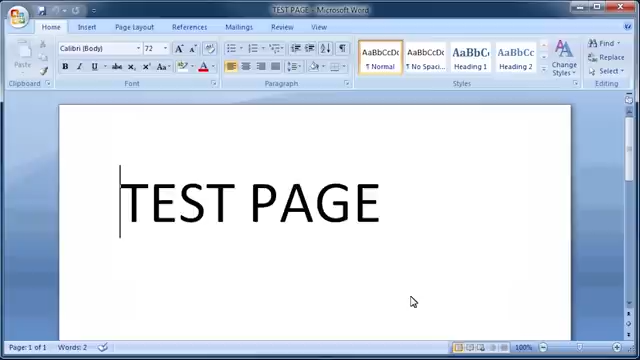 TEST PAGE - Microsoft Word
Home Insert Page Layout References Mailings Review View
Paste
Calibri (Body) 72
AaBbCcDc AaBbCcDc AaBbC AaBbCc
¶ Normal ¶ No Spaci... Heading 1 Heading 2
Change Styles
Find
Replace
Select
Clipboard Font Paragraph Styles Editing
TEST PAGE
Page: 1 of 1 Words: 2 100%